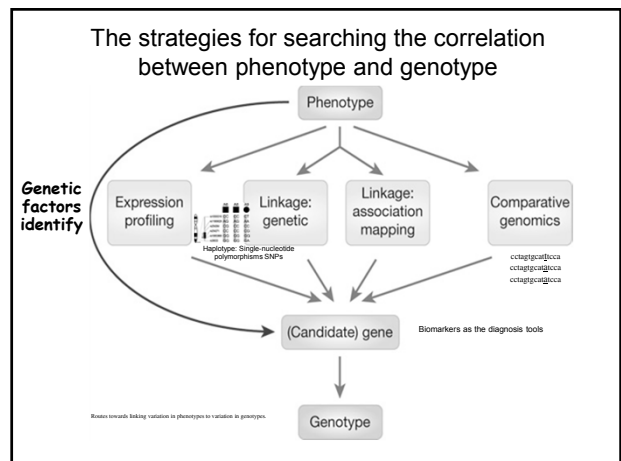 The strategies for searching the correlation
between phenotype and genotype
Phenotype
Genetic
factors
identify
Expression
profiling
Linkage:
genetic
Linkage:
association
mapping
Comparative
genomics
Haplotype: Single-nucleotide
polymorphisms SNPs
cctagtgcattcca
cctagtgcatatcca
cctagtgcatatcca
(Candidate) gene
Biomarkers as the diagnosis tools
Routes towards linking variation in phenotypes to variation in genotypes.
Genotype